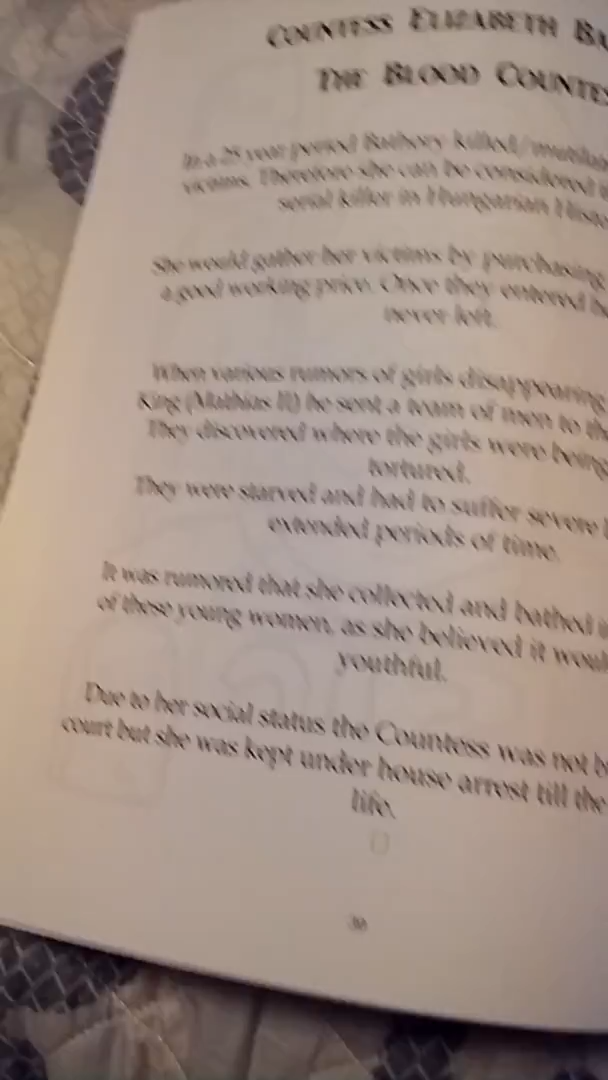 COUNTESS ELIZABETH BA
THE BLOOD COUNTES
In a 25 year period Bathory killed/mutilat
victims. Therefore she can be considered
serial killer in Hungarian Histo
She would gather her victims by purchasing
a good working price. Once they entered he
never left.
When various rumors of girls disappearing
King (Mathias II) he sent a team of men to the
They discovered where the girls were being
tortured.
They were starved and had to suffer severe
extended periods of time.
It was rumored that she collected and bathed i
of these young women, as she believed it woul
youthful.
Due to her social status the Countess was not b
court but she was kept under house arrest till the
life.